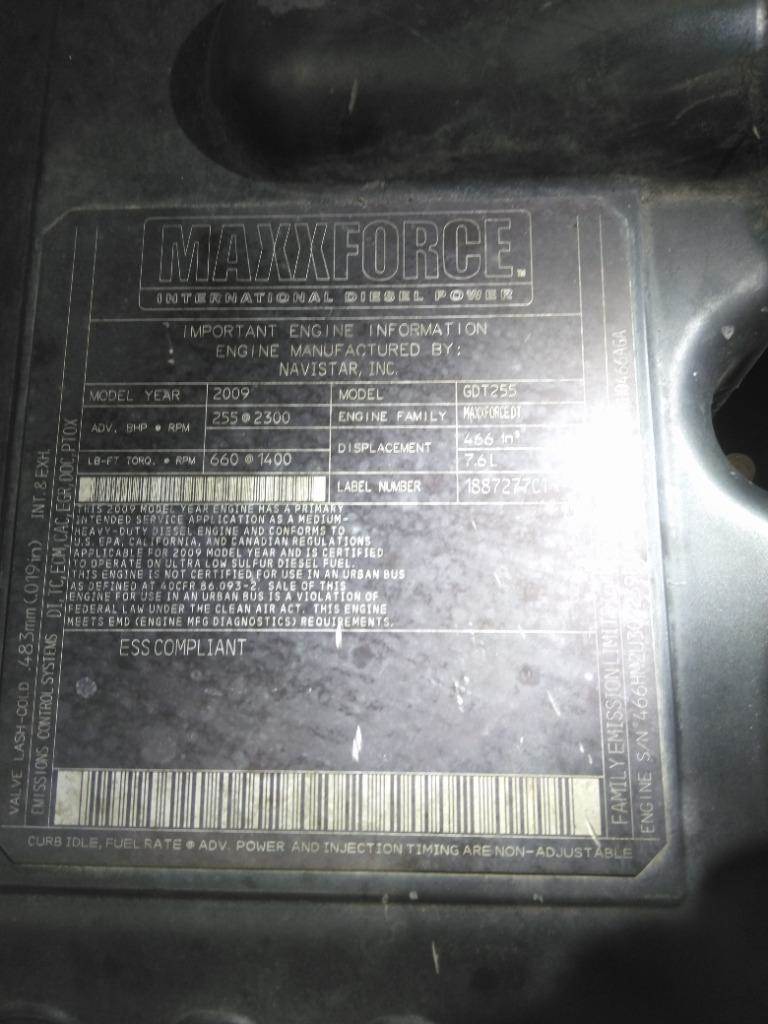 MAXXFORCE™
INTERNATIONAL DIESEL POWER
IMPORTANT ENGINE INFORMATION
ENGINE MANUFACTURED BY:
NAVISTAR, INC.
MODEL YEAR 2009 MODEL GDT255
ADV. BHP @ RPM 255 @ 2300 ENGINE FAMILY MAXXFORCE DT
DISPLACEMENT 466 in³
LB-FT TORQ. @ RPM 660 @ 1400 7.6L
LABEL NUMBER 1887277C1
THIS 2009 MODEL YEAR ENGINE HAS A PRIMARY
INTENDED SERVICE APPLICATION AS A MEDIUM-
HEAVY-DUTY DIESEL ENGINE AND CONFORMS TO
U.S. EPA, CALIFORNIA, AND CANADIAN REGULATIONS
APPLICABLE FOR 2009 MODEL YEAR AND IS CERTIFIED
TO OPERATE ON ULTRA LOW SULFUR DIESEL FUEL.
THIS ENGINE IS NOT CERTIFIED FOR USE IN AN URBAN BUS
AS DEFINED AT 40CFR 86.093-2. SALE OF THIS
ENGINE FOR USE IN AN URBAN BUS IS A VIOLATION OF
FEDERAL LAW UNDER THE CLEAN AIR ACT. THIS ENGINE
MEETS EMD (ENGINE MFG DIAGNOSTICS) REQUIREMENTS.
ESS COMPLIANT
VALVE LASH-COLD .483mm (.019in) INT. & EXH.
EMISSIONS CONTROL SYSTEMS DI, TC, ECM, CAC, EGR, DOC, PTOX
FAMILY EMISSION LIMITS
ENGINE S/N
CURB IDLE, FUEL RATE @ ADV. POWER AND INJECTION TIMING ARE NON-ADJUSTABLE